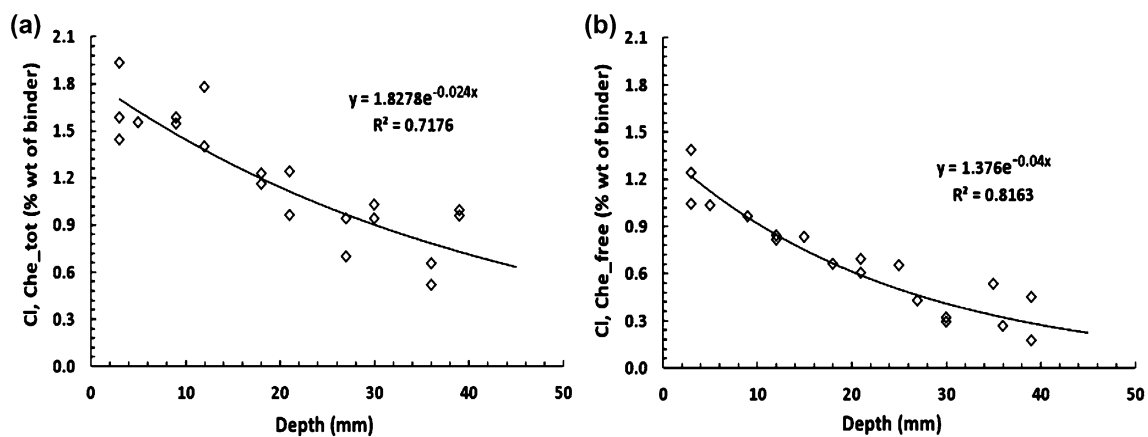 (a)
Cl, Che_tot (% wt of binder)
2.1
1.8
1.5
1.2
0.9
0.6
0.3
0.0
y = 1.8278e^-0.024x
R² = 0.7176
0 10 20 30 40 50
Depth (mm)
(b)
Cl, Che_free (% wt of binder)
2.1
1.8
1.5
1.2
0.9
0.6
0.3
0.0
y = 1.376e^-0.04x
R² = 0.8163
0 10 20 30 40 50
Depth (mm)